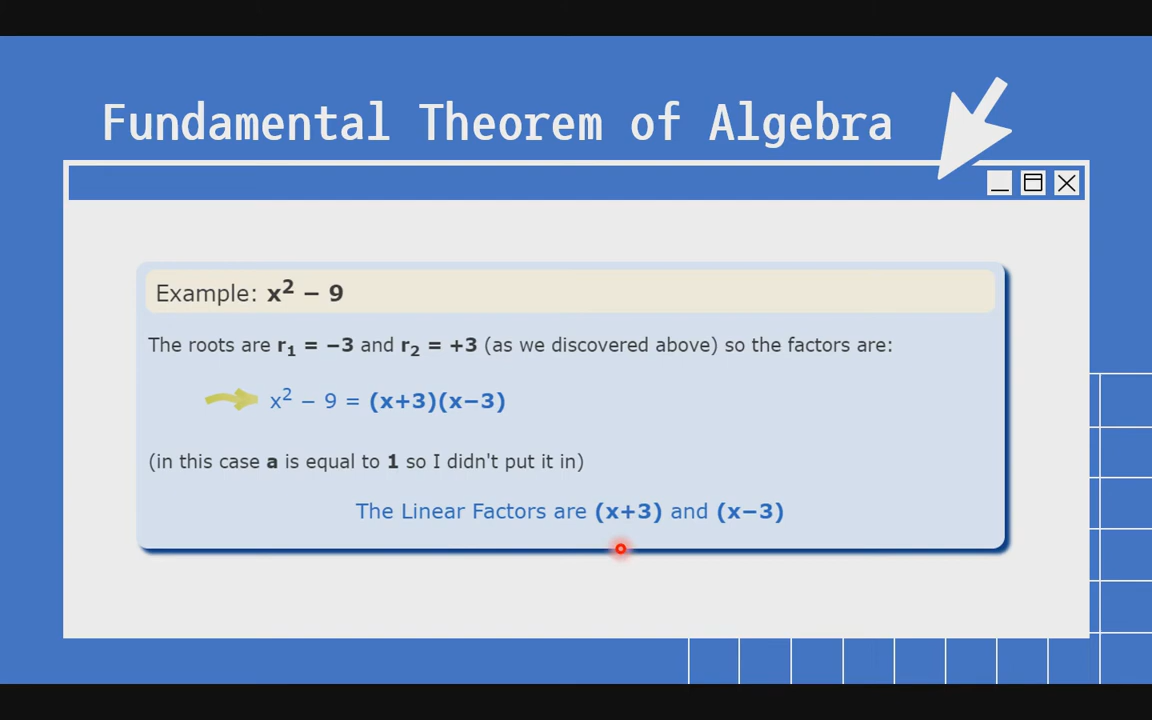 Fundamental Theorem of Algebra
Example: x² − 9
The roots are r₁ = −3 and r₂ = +3 (as we discovered above) so the factors are:
x² − 9 = (x+3)(x−3)
(in this case a is equal to 1 so I didn't put it in)
The Linear Factors are (x+3) and (x−3)